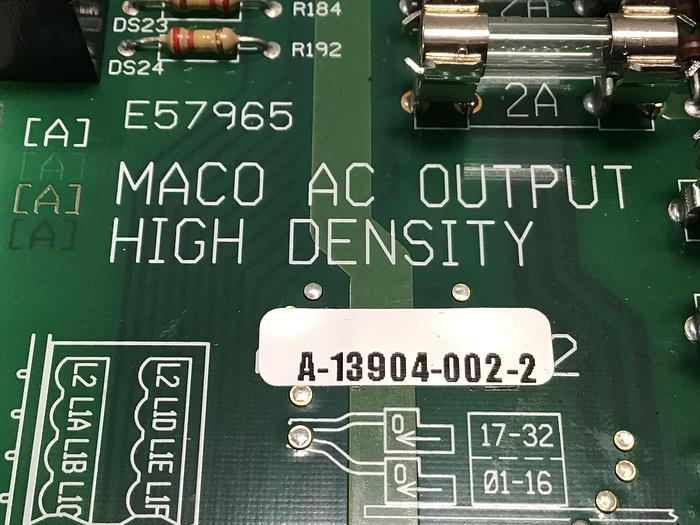 R184
DS23
R192
DS24
2A
E57965
[A]
[A]
[A]
[A]
MACO AC OUTPUT
HIGH DENSITY
A-13904-002-2
2
L2 L1A L1B L1C
L2 L1D L1E L1F
17-32
01-16